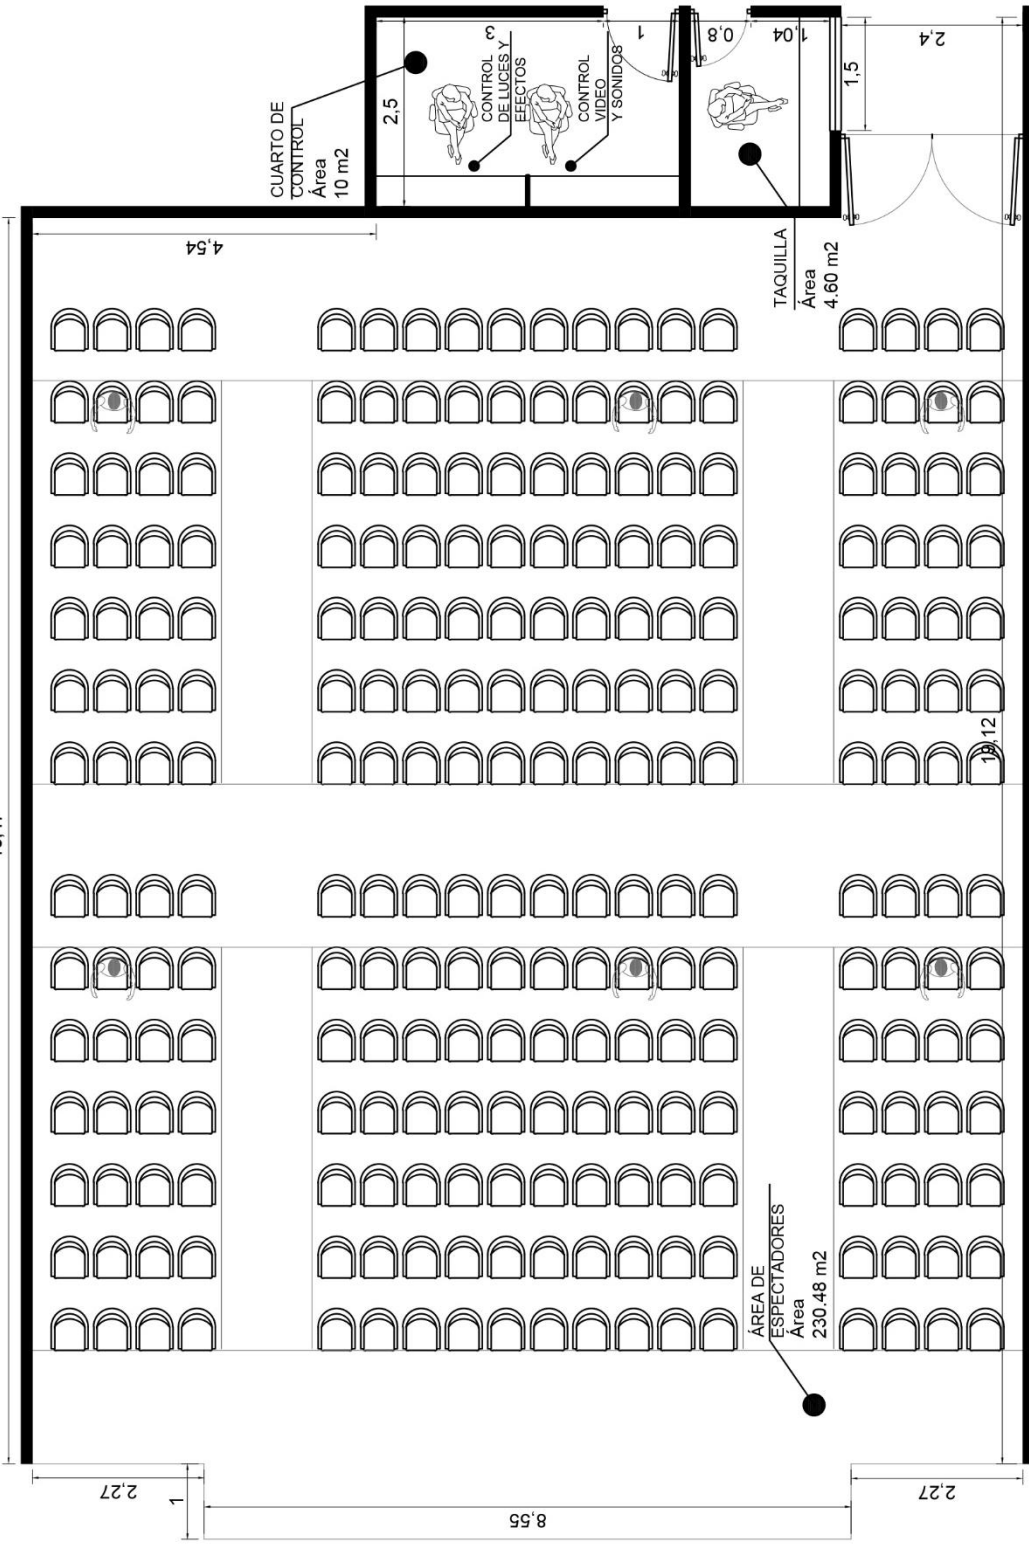 CUARTO DE
CONTROL
Área
10 m2
CONTROL
DE LUCES Y
EFECTOS
CONTROL
VIDEO
Y SONIDOS
TAQUILLA
Área
4.60 m2
ÁREA DE
ESPECTADORES
Área
230.48 m2
2,5
3
1
0,8
1,04
1,5
2,4
4,54
19,12
2,27
1
8,55
2,27